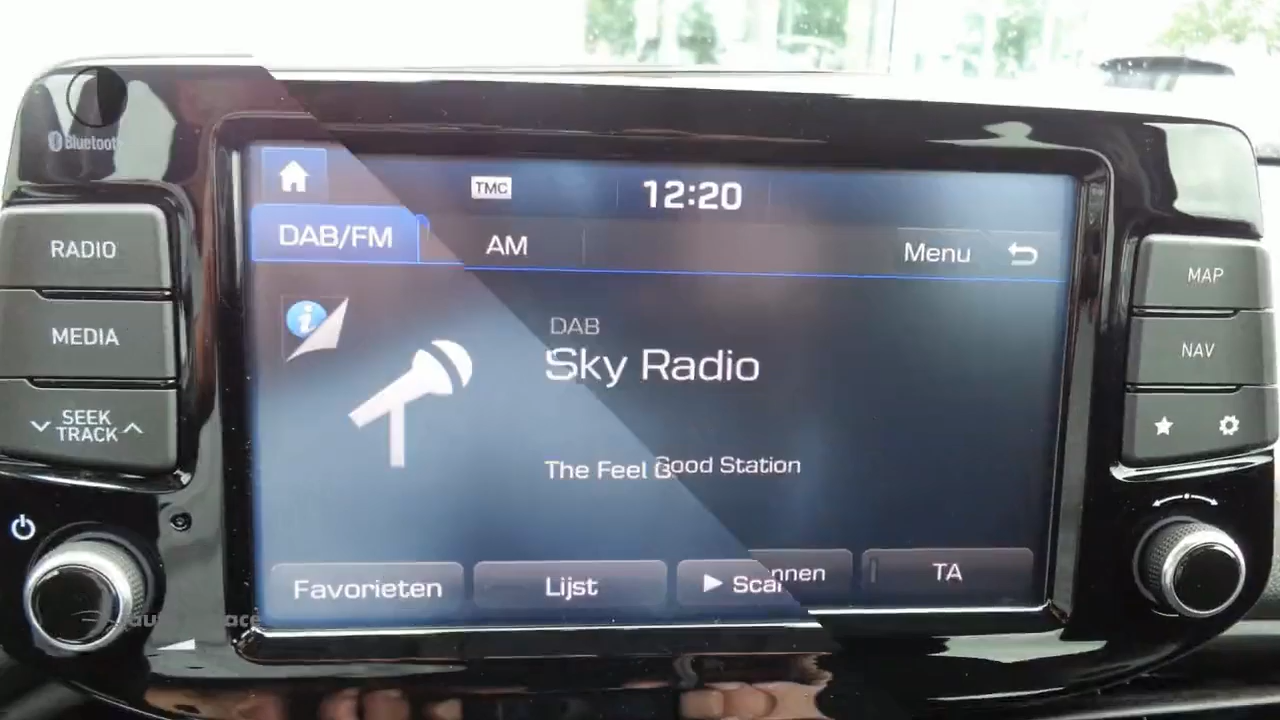 Bluetooth
TMC
12:20
DAB/FM
AM
Menu
RADIO
MEDIA
SEEK
TRACK
MAP
NAV
DAB
Sky Radio
The Feel Good Station
Favorieten
Lijst
Scannen
TA